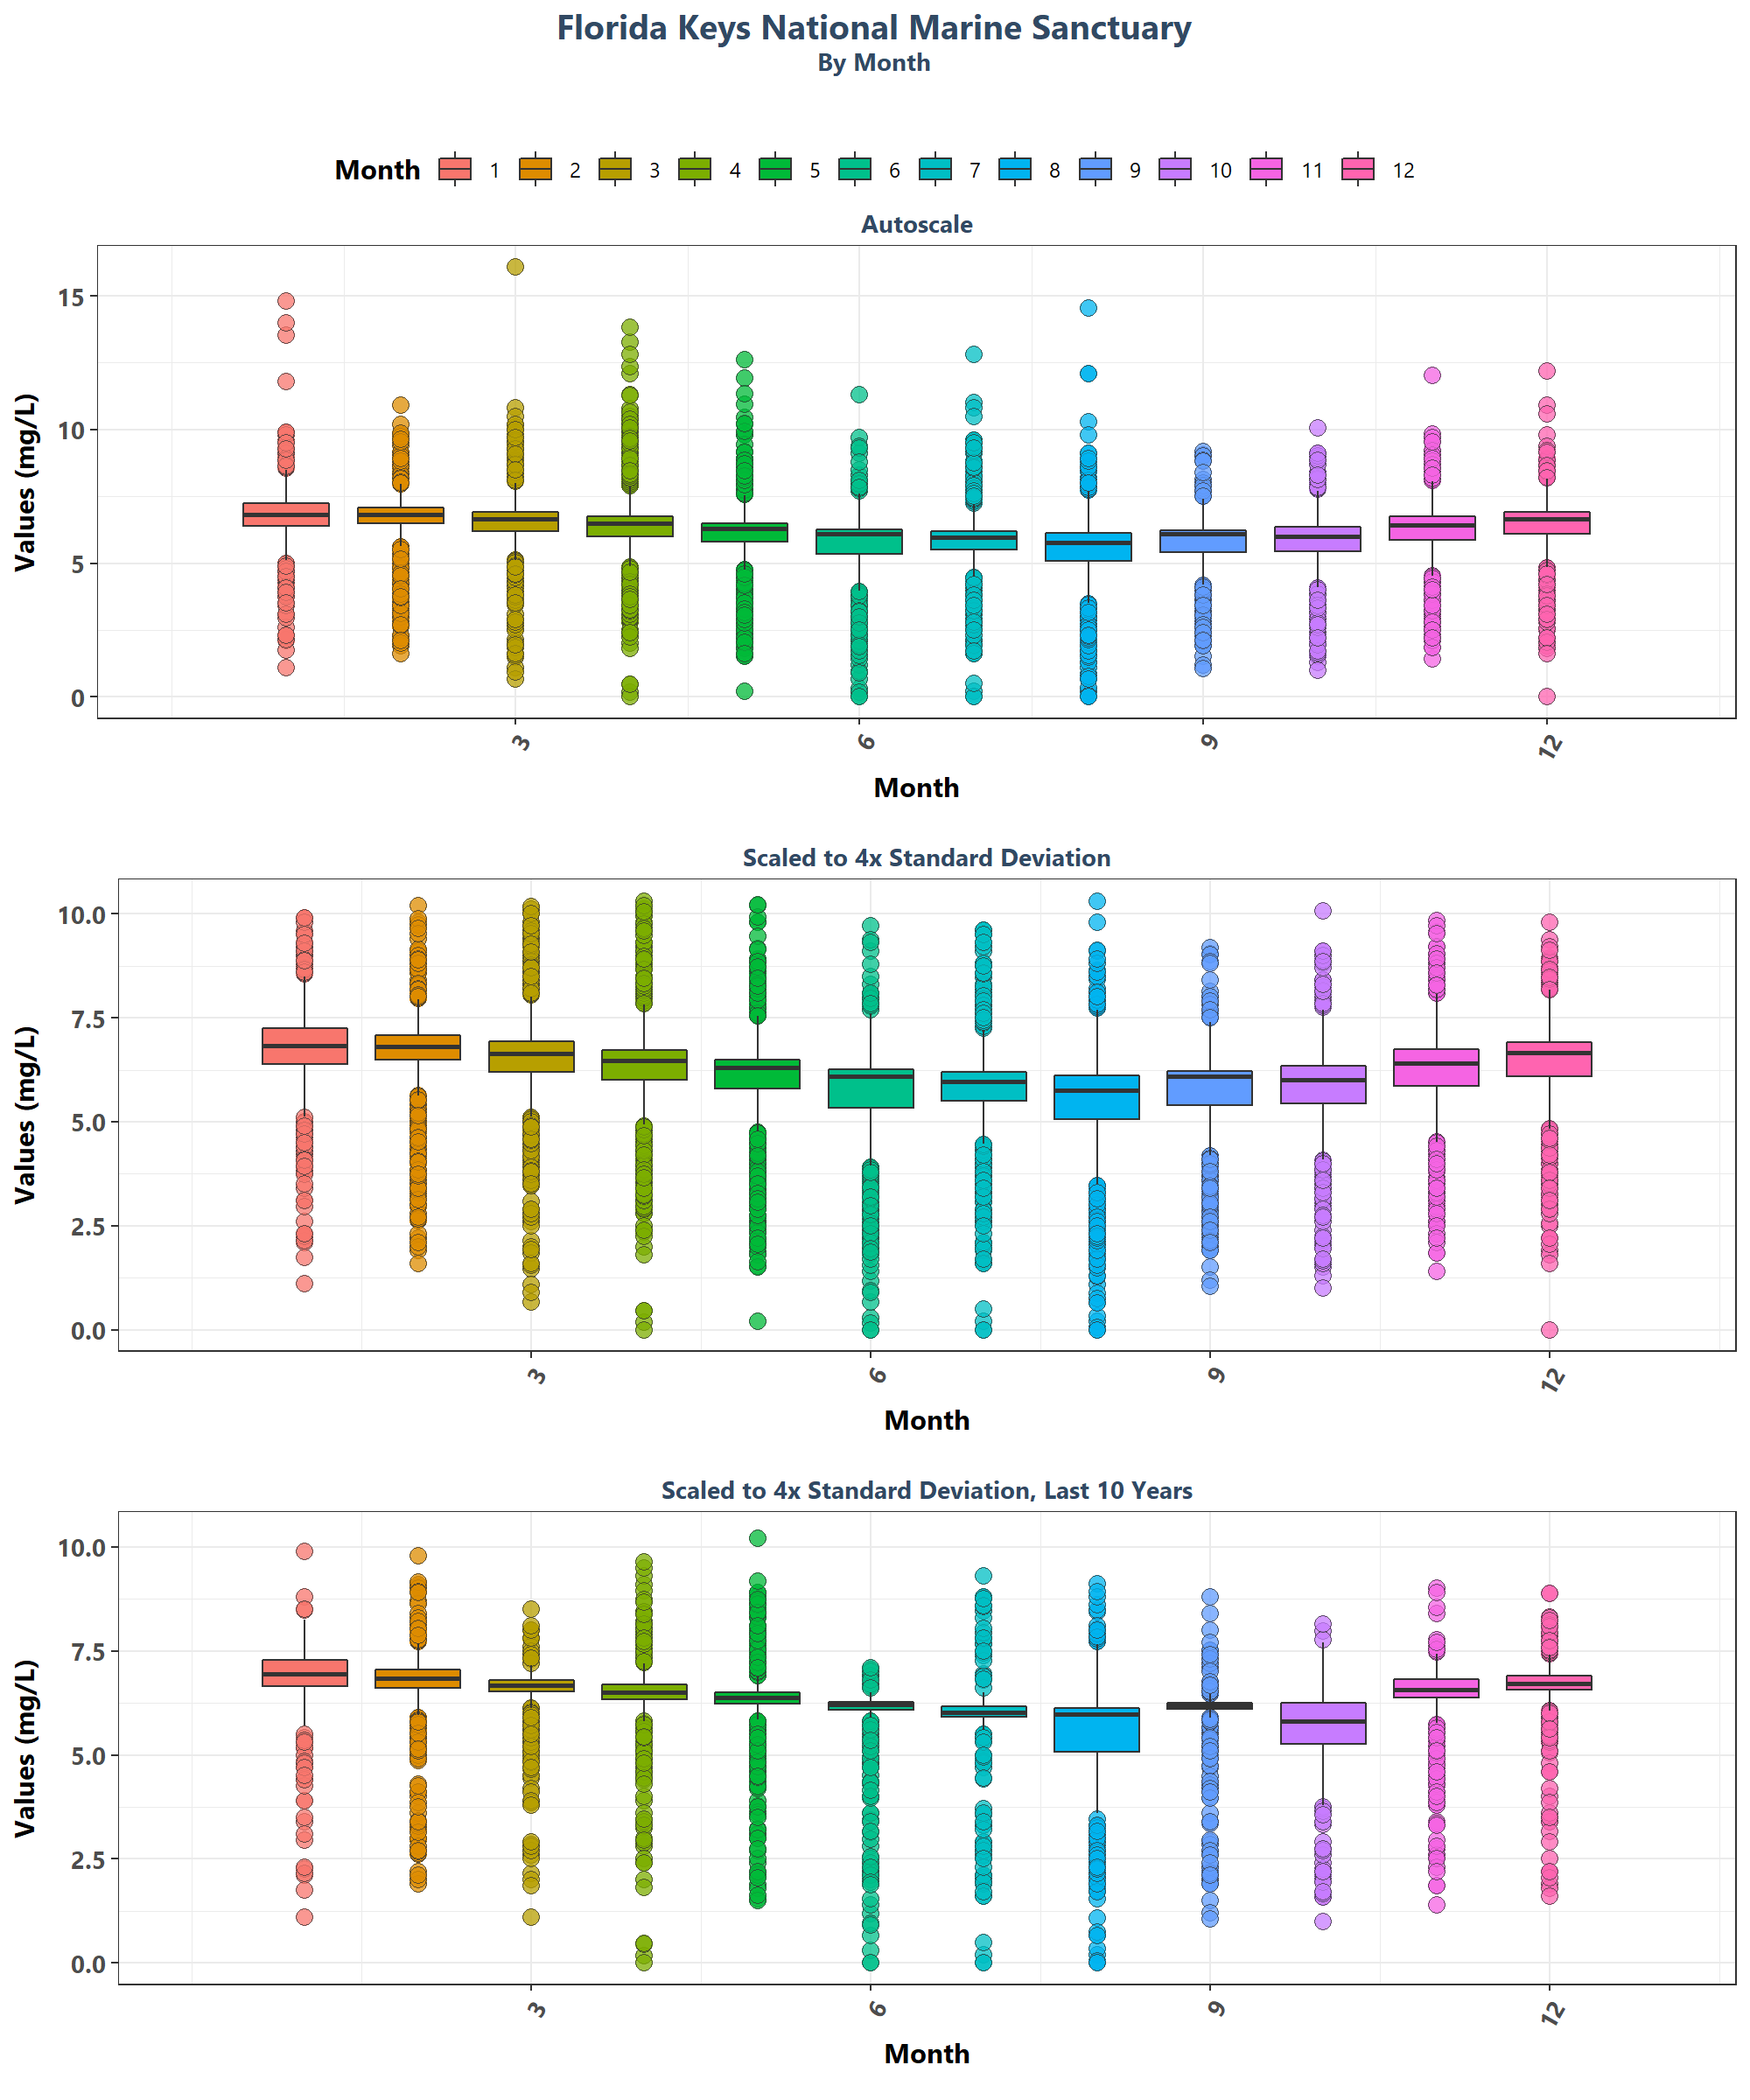 Florida Keys National Marine Sanctuary
By Month
Month 1 2 3 4 5 6 7 8 9 10 11 12
Autoscale
Values (mg/L)
15
10
5
0
3 6 9 12
Month
Scaled to 4x Standard Deviation
Values (mg/L)
10.0
7.5
5.0
2.5
0.0
3 6 9 12
Month
Scaled to 4x Standard Deviation, Last 10 Years
Values (mg/L)
10.0
7.5
5.0
2.5
0.0
3 6 9 12
Month